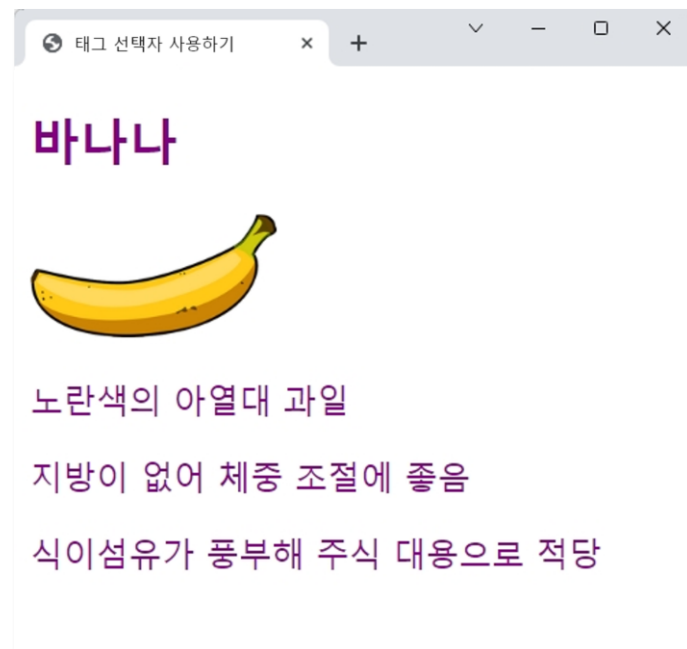 태그 선택자 사용하기
바나나
노란색의 아열대 과일
지방이 없어 체중 조절에 좋음
식이섬유가 풍부해 주식 대용으로 적당